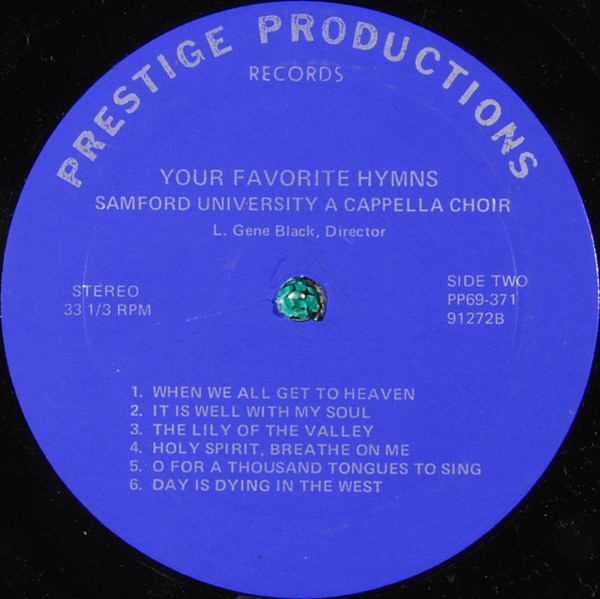 PRESTIGE PRODUCTIONS
RECORDS
YOUR FAVORITE HYMNS
SAMFORD UNIVERSITY A CAPPELLA CHOIR
L. Gene Black, Director
STEREO
33 1/3 RPM
SIDE TWO
PP69-371
91272B
1. WHEN WE ALL GET TO HEAVEN
2. IT IS WELL WITH MY SOUL
3. THE LILY OF THE VALLEY
4. HOLY SPIRIT, BREATHE ON ME
5. O FOR A THOUSAND TONGUES TO SING
6. DAY IS DYING IN THE WEST